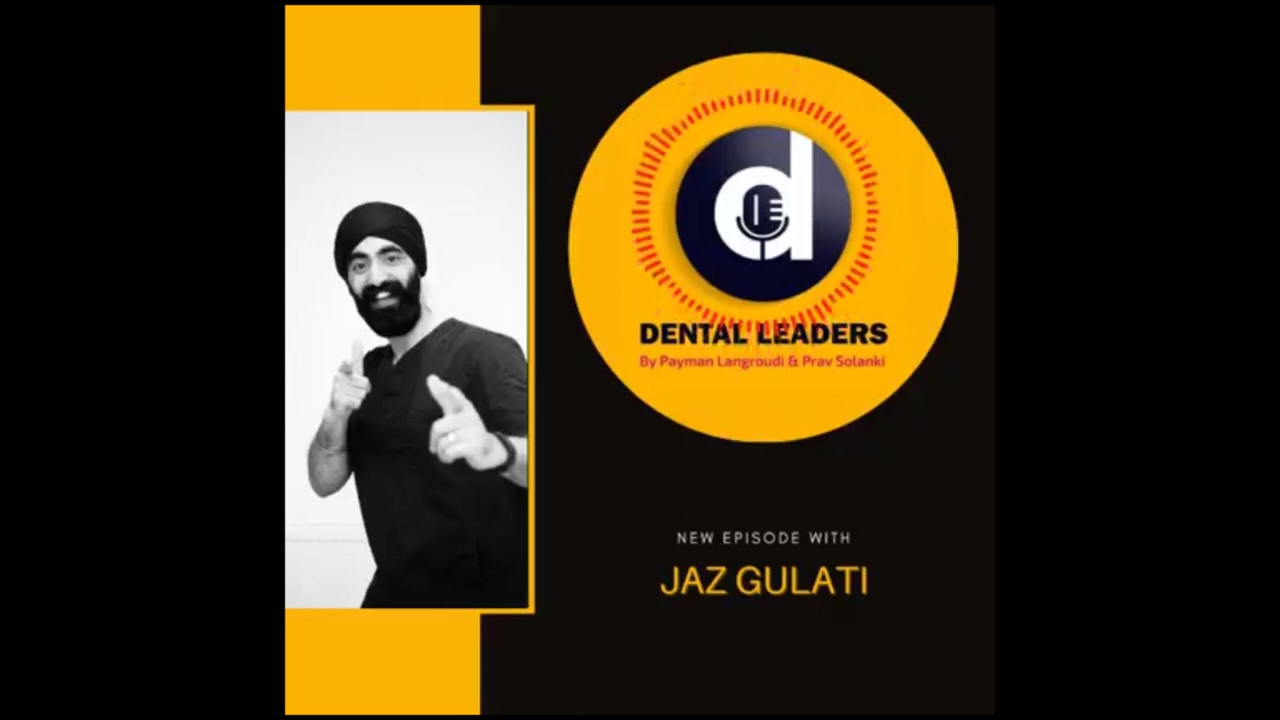 d
DENTAL LEADERS
By Payman Langroudi & Prav Solanki
NEW EPISODE WITH
JAZ GULATI